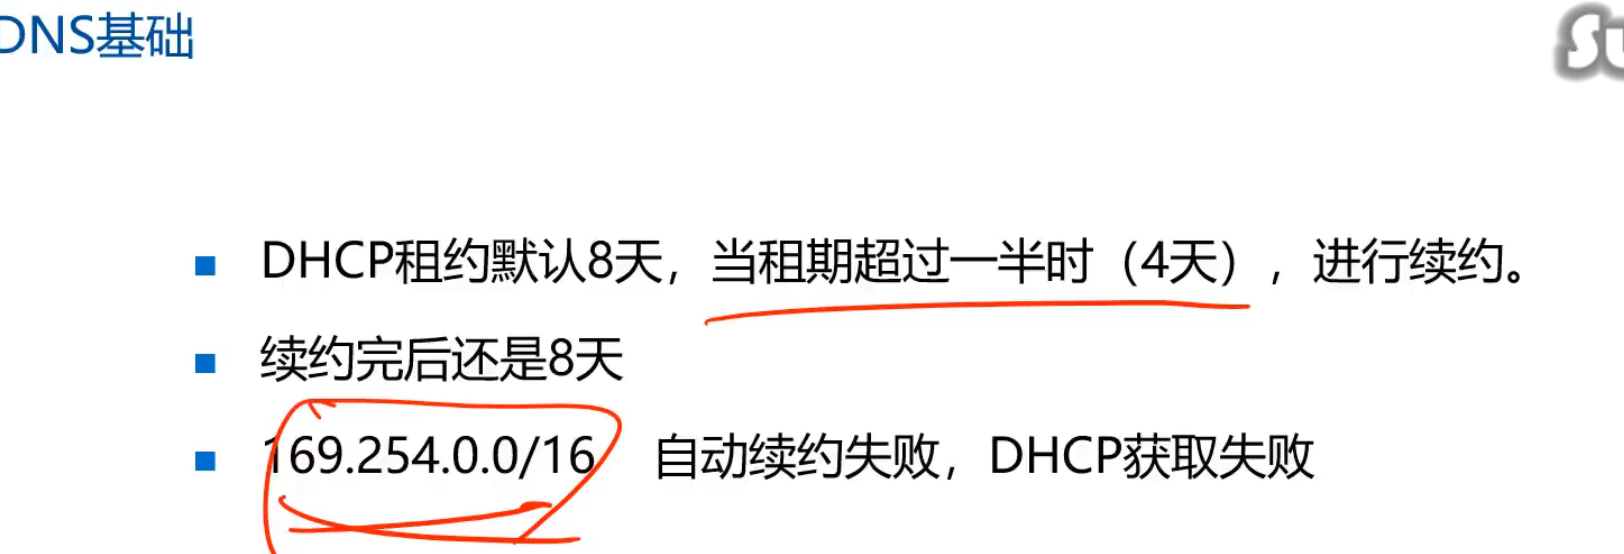 DNS基础
DHCP租约默认8天，当租期超过一半时（4天），进行续约。
续约完后还是8天
169.254.0.0/16 自动续约失败，DHCP获取失败